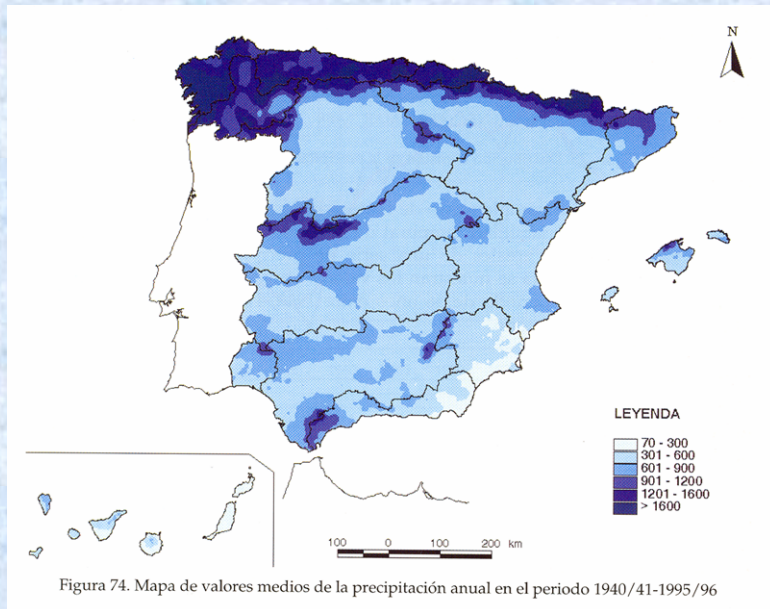 N
LEYENDA
70 - 300
301 - 600
601 - 900
901 - 1200
1201 - 1600
> 1600
100 0 100 200 km
Figura 74. Mapa de valores medios de la precipitación anual en el periodo 1940/41-1995/96